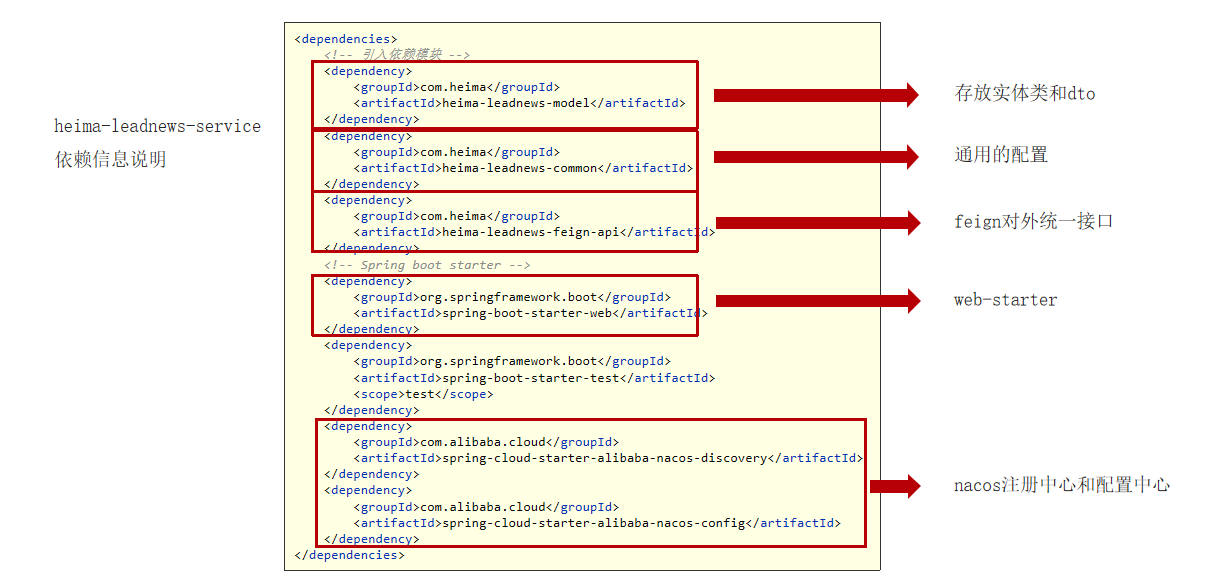 heima-leadnews-service
依赖信息说明
<dependencies>
<!-- 引入依赖模块 -->
<dependency>
<groupId>com.heima</groupId>
<artifactId>heima-leadnews-model</artifactId>
</dependency>
<dependency>
<groupId>com.heima</groupId>
<artifactId>heima-leadnews-common</artifactId>
</dependency>
<dependency>
<groupId>com.heima</groupId>
<artifactId>heima-leadnews-feign-api</artifactId>
</dependency>
<!-- Spring boot starter -->
<dependency>
<groupId>org.springframework.boot</groupId>
<artifactId>spring-boot-starter-web</artifactId>
</dependency>
<dependency>
<groupId>org.springframework.boot</groupId>
<artifactId>spring-boot-starter-test</artifactId>
<scope>test</scope>
</dependency>
<dependency>
<groupId>com.alibaba.cloud</groupId>
<artifactId>spring-cloud-starter-alibaba-nacos-discovery</artifactId>
</dependency>
<dependency>
<groupId>com.alibaba.cloud</groupId>
<artifactId>spring-cloud-starter-alibaba-nacos-config</artifactId>
</dependency>
</dependencies>
存放实体类和dto
通用的配置
feign对外统一接口
web-starter
nacos注册中心和配置中心